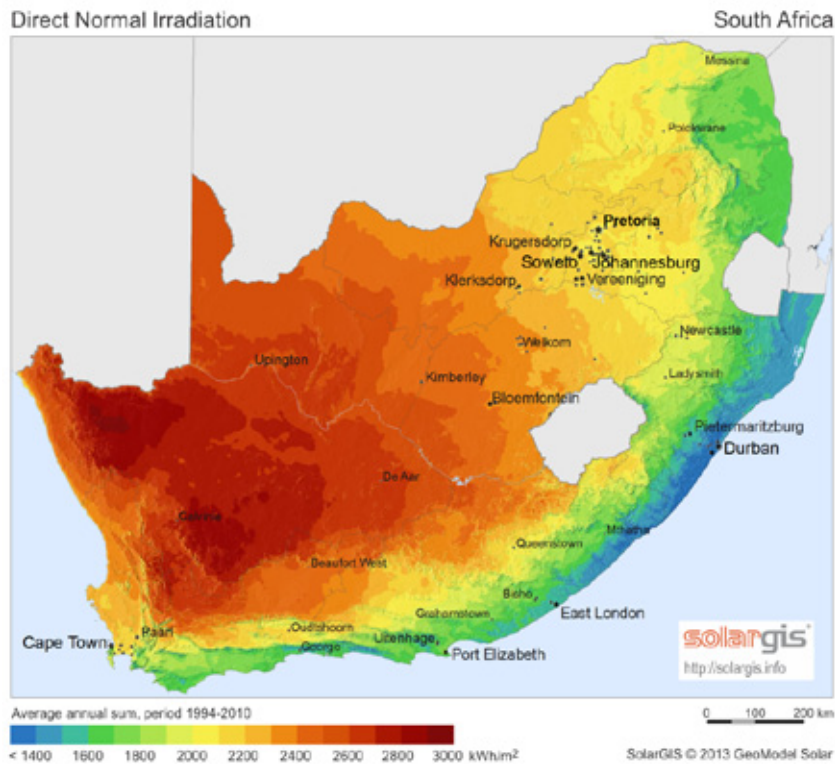 Direct Normal Irradiation
South Africa
Messina
Polokwane
Pretoria
Krugersdorp
Soweto
Johannesburg
Klerksdorp
Vereeniging
Welkom
Newcastle
Upington
Kimberley
Ladysmith
Bloemfontein
Pietermaritzburg
Durban
De Aar
Mthatha
Queenstown
Beaufort West
Bisho
East London
Grahamstown
Cape Town
Paarl
Oudtshoorn
George
Uitenhage
Port Elizabeth
solargis
http://solargis.info
Average annual sum, period 1994-2010
< 1400 1600 1800 2000 2200 2400 2600 2800 3000 kWh/m²
0 100 200 km
SolarGIS © 2013 GeoModel Solar